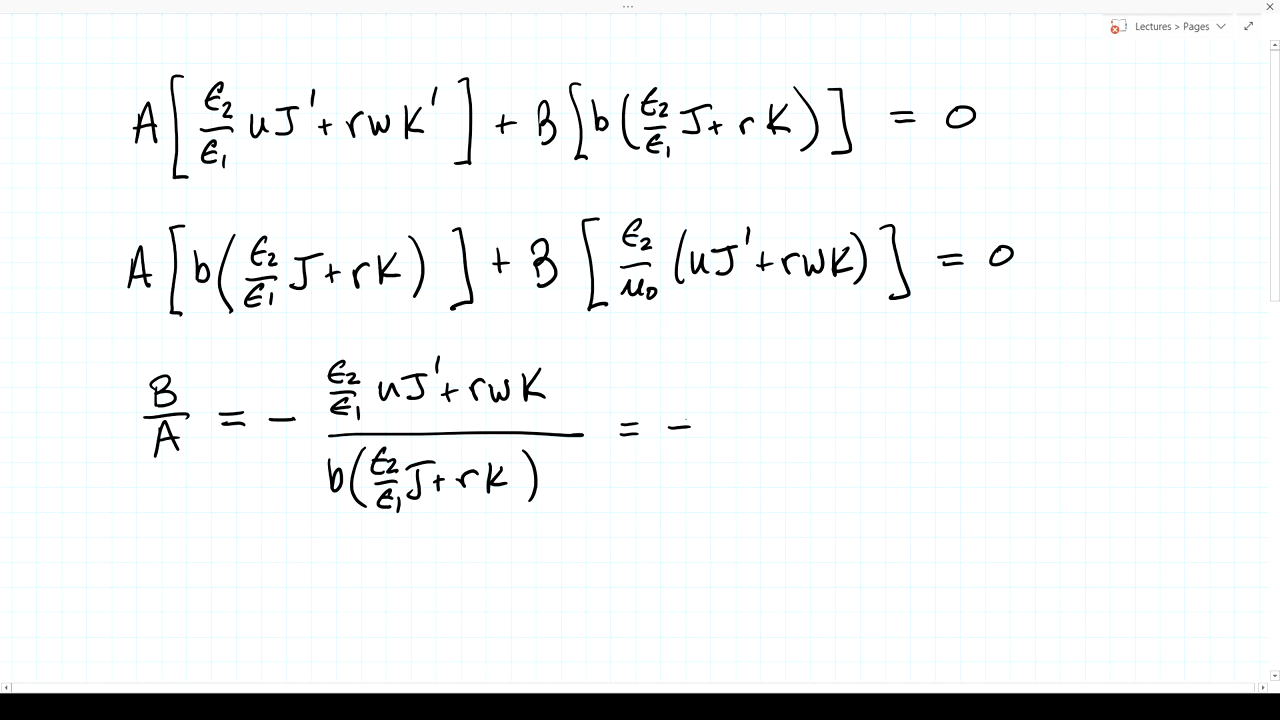 ...
Lectures > Pages
A[ϵ₂/ϵ₁ uJ' + rwK'] + B[b(ϵ₂/ϵ₁ J + rK)] = 0
A[b(ϵ₂/ϵ₁ J + rK)] + B[ϵ₂/μ₀ (uJ' + rwK)] = 0
B/A = - (ϵ₂/ϵ₁ uJ' + rwK)/(b(ϵ₂/ϵ₁ J + rK)) = -